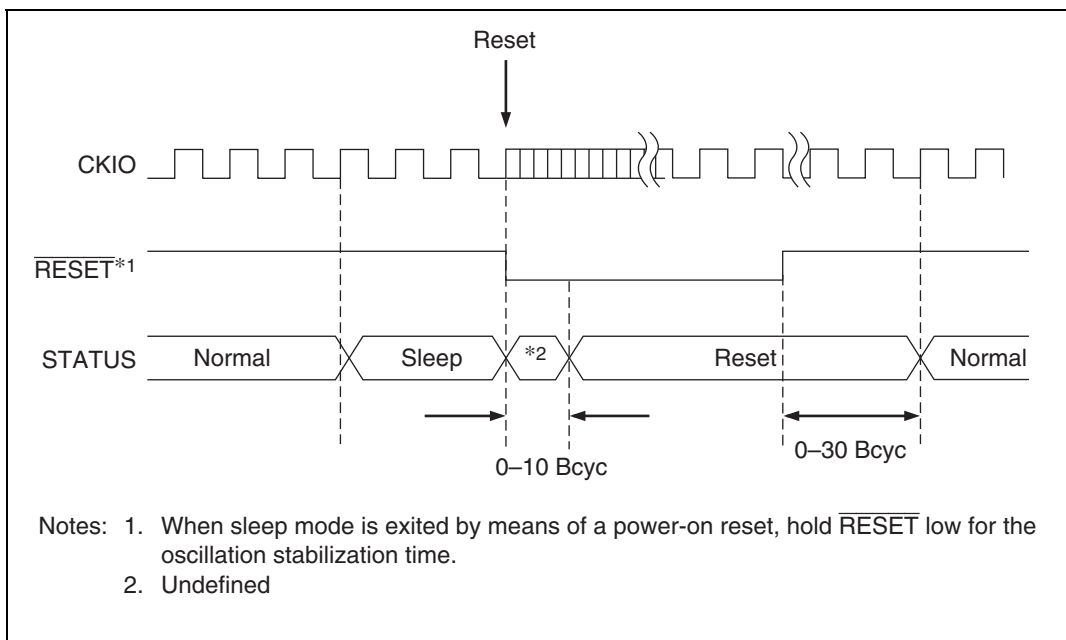 Reset
CKIO
RESET*1
STATUS
Normal
Sleep
*2
Reset
Normal
0–10 Bcyc
0–30 Bcyc
Notes: 1. When sleep mode is exited by means of a power-on reset, hold RESET low for the
oscillation stabilization time.
2. Undefined